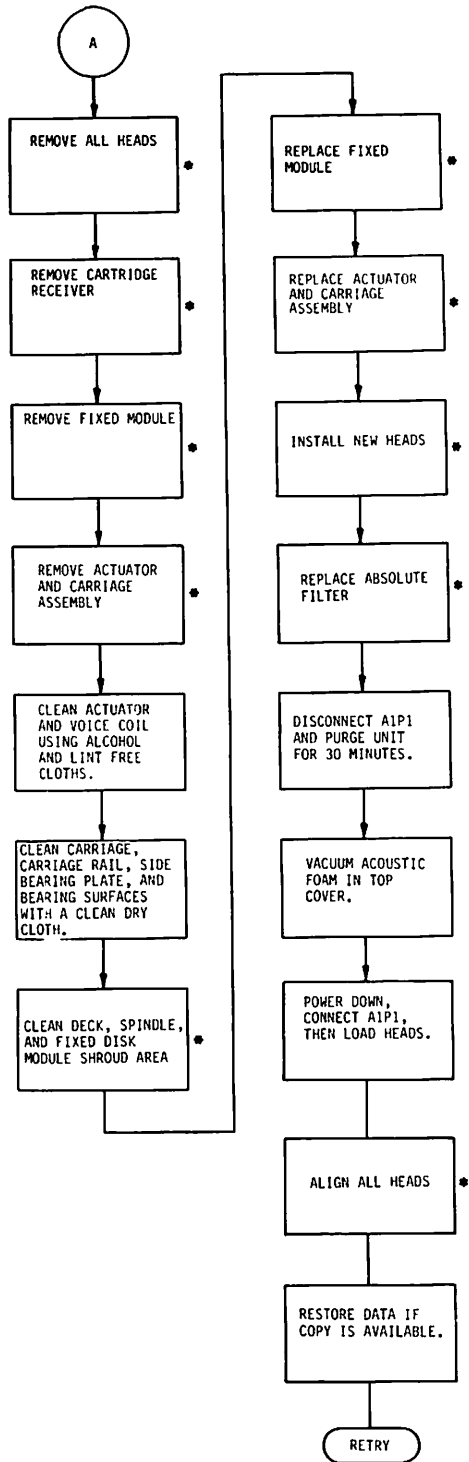 A
REMOVE ALL HEADS
*
REMOVE CARTRIDGE
RECEIVER
*
REMOVE FIXED MODULE
*
REMOVE ACTUATOR
AND CARRIAGE
ASSEMBLY
*
CLEAN ACTUATOR
AND VOICE COIL
USING ALCOHOL
AND LINT FREE
CLOTHS.
CLEAN CARRIAGE,
CARRIAGE RAIL, SIDE
BEARING PLATE, AND
BEARING SURFACES
WITH A CLEAN DRY
CLOTH.
CLEAN DECK, SPINDLE,
AND FIXED DISK
MODULE SHROUD AREA
*
REPLACE FIXED
MODULE
*
REPLACE ACTUATOR
AND CARRIAGE
ASSEMBLY
*
INSTALL NEW HEADS
*
REPLACE ABSOLUTE
FILTER
*
DISCONNECT A1P1
AND PURGE UNIT
FOR 30 MINUTES.
VACUUM ACOUSTIC
FOAM IN TOP
COVER.
POWER DOWN,
CONNECT A1P1,
THEN LOAD HEADS.
ALIGN ALL HEADS
*
RESTORE DATA IF
COPY IS AVAILABLE.
RETRY